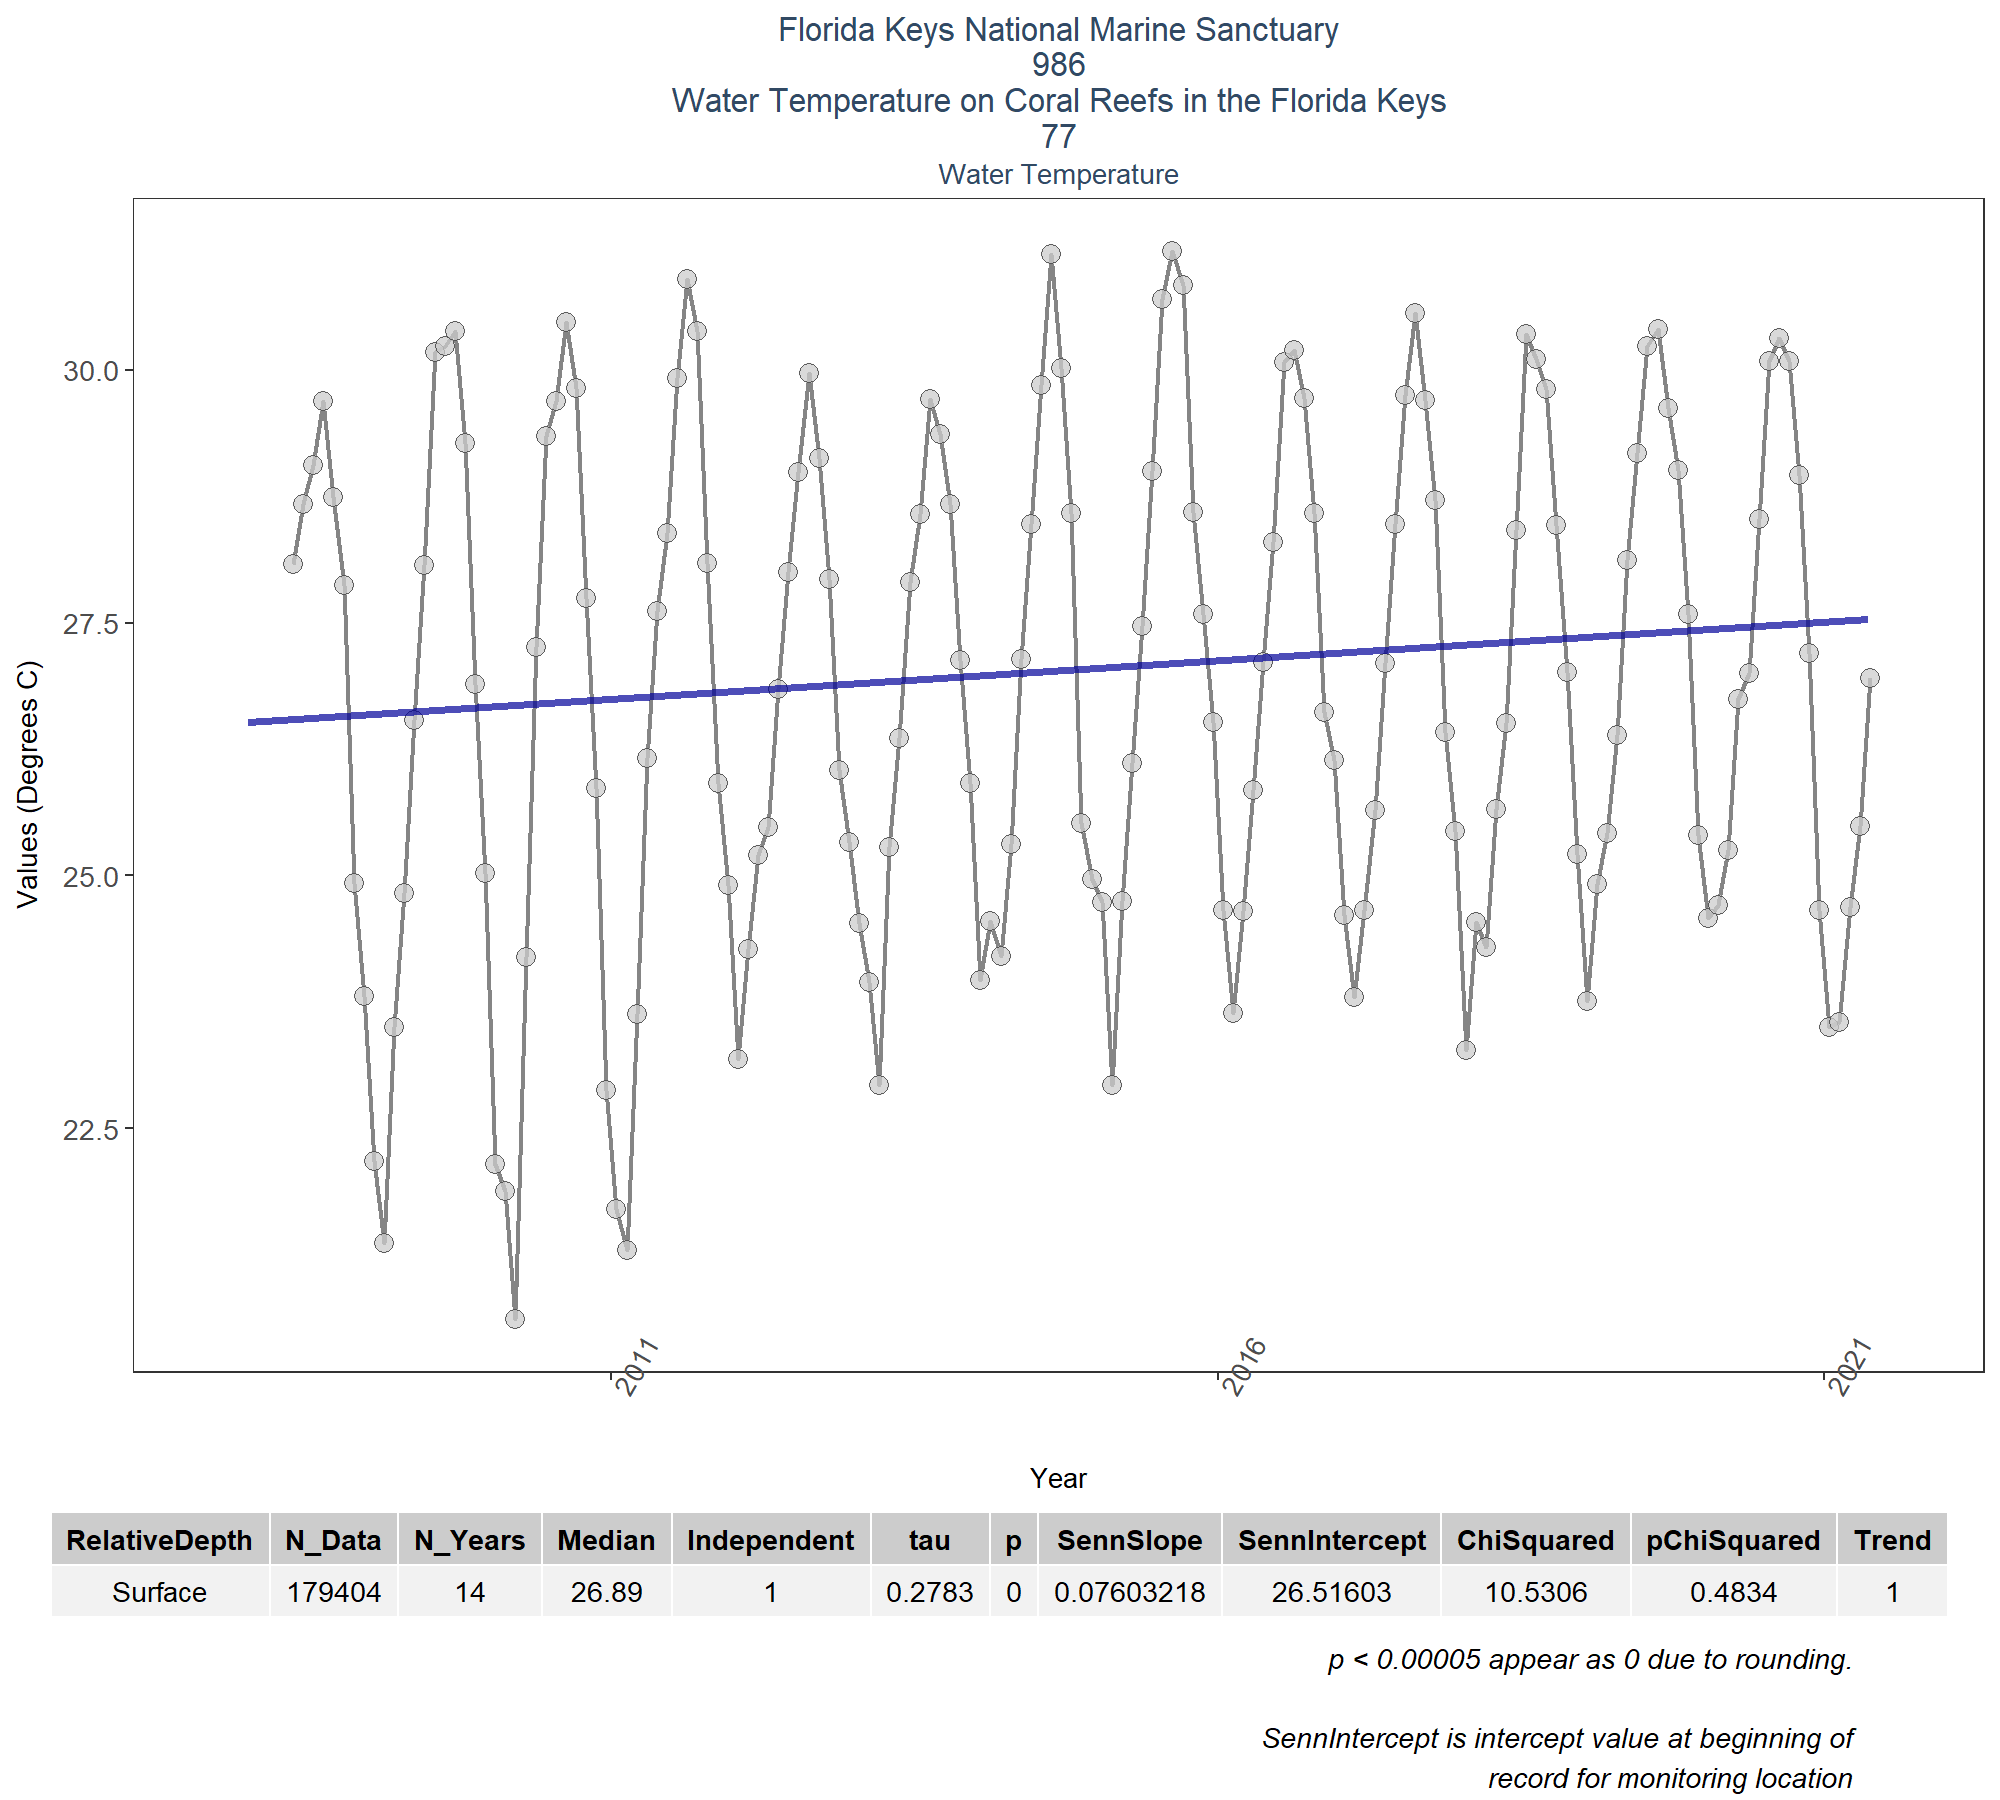 Florida Keys National Marine Sanctuary
986
Water Temperature on Coral Reefs in the Florida Keys
77
Water Temperature
Values (Degrees C)
30.0
27.5
25.0
22.5
2011
2016
2021
Year
RelativeDepth N_Data N_Years Median Independent tau p SennSlope SennIntercept ChiSquared pChiSquared Trend
Surface 179404 14 26.89 1 0.2783 0 0.07603218 26.51603 10.5306 0.4834 1
p < 0.00005 appear as 0 due to rounding.
SennIntercept is intercept value at beginning of
record for monitoring location